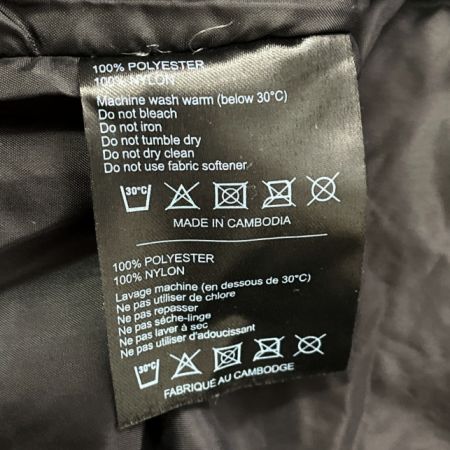 100% POLYESTER
100% NYLON
Machine wash warm (below 30°C)
Do not bleach
Do not iron
Do not tumble dry
Do not dry clean
Do not use fabric softener
30°C
MADE IN CAMBODIA
100% POLYESTER
100% NYLON
Lavage machine (en dessous de 30°C)
Ne pas utiliser de chlore
Ne pas repasser
Ne pas sèche-linge
Ne pas laver à sec
Ne pas utiliser d'adoucissant
30°C
FABRIQUÉ AU CAMBODGE